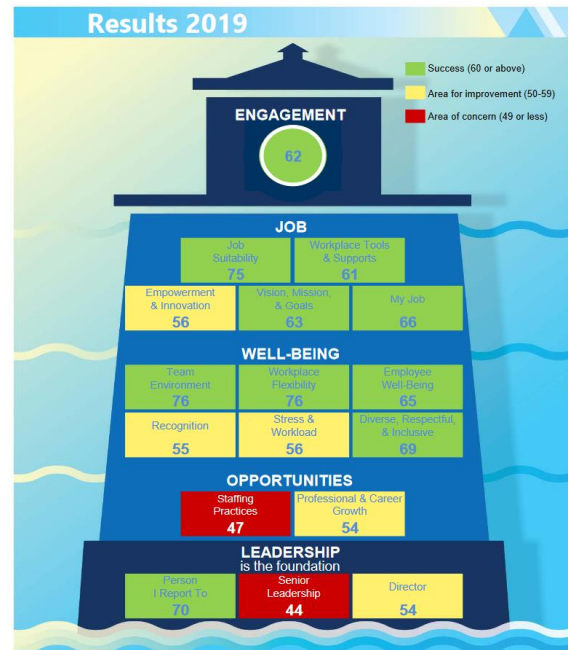 Results 2019
Success (60 or above)
Area for improvement (50-59)
Area of concern (49 or less)
ENGAGEMENT
62
JOB
Job
Suitability
75
Workplace Tools
& Supports
61
Empowerment
& Innovation
56
Vision, Mission,
& Goals
63
My Job
66
WELL-BEING
Team
Environment
76
Workplace
Flexibility
76
Employee
Well-Being
65
Recognition
55
Stress &
Workload
56
Diverse, Respectful,
& Inclusive
69
OPPORTUNITIES
Staffing
Practices
47
Professional & Career
Growth
54
LEADERSHIP
is the foundation
Person
I Report To
70
Senior
Leadership
44
Director
54